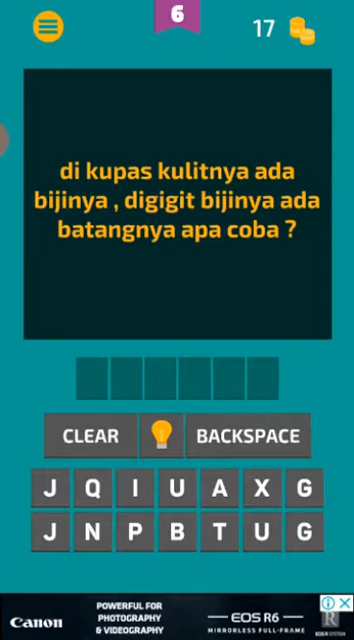 6
17
di kupas kulitnya ada
bijinya , digigit bijinya ada
batangnya apa coba ?
CLEAR
BACKSPACE
J Q I U A X G
J N P B T U G
Canon
POWERFUL FOR
PHOTOGRAPHY
& VIDEOGRAPHY
EOS R6
MIRRORLESS FULL-FRAME
R